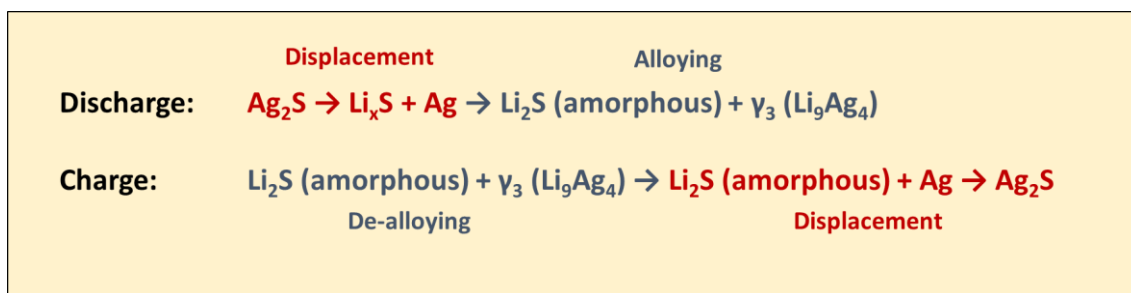 Displacement Alloying
Discharge: Ag₂S → LiₓS + Ag → Li₂S (amorphous) + γ₃ (Li₉Ag₄)
Charge: Li₂S (amorphous) + γ₃ (Li₉Ag₄) → Li₂S (amorphous) + Ag → Ag₂S
De-alloying Displacement